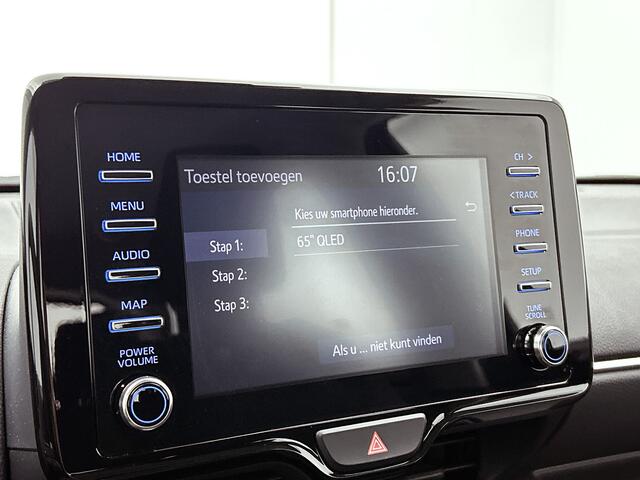 HOME
MENU
AUDIO
MAP
POWER
VOLUME
Toestel toevoegen 16:07
Kies uw smartphone hieronder.
Stap 1: 65" QLED
Stap 2:
Stap 3:
Als u ... niet kunt vinden
CH >
< TRACK
PHONE
SETUP
TUNE
SCROLL